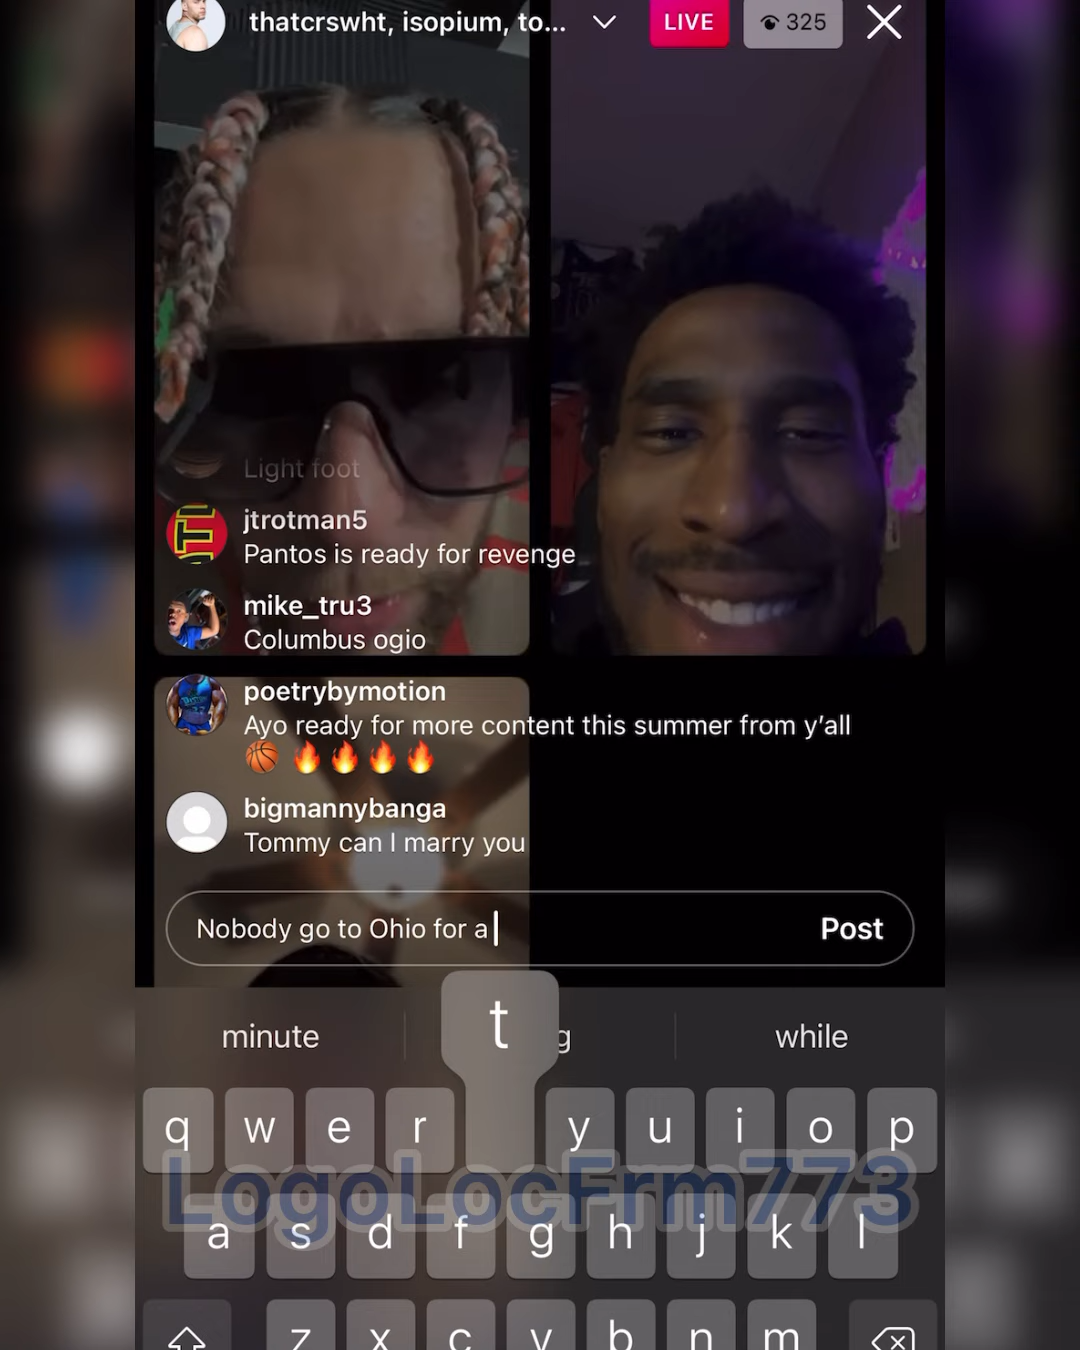 thatcrswht, isopium, to...
LIVE
325
Light foot
jtrotman5
Pantos is ready for revenge
mike_tru3
Columbus ogio
poetrybymotion
Ayo ready for more content this summer from y’all
🏀 🔥 🔥 🔥 🔥
bigmannybanga
Tommy can I marry you
Nobody go to Ohio for a
Post
t
minute
g
while
q w e r y u i o p
LogoLocFrm773
a s d f g h j k l
z x c v b n m